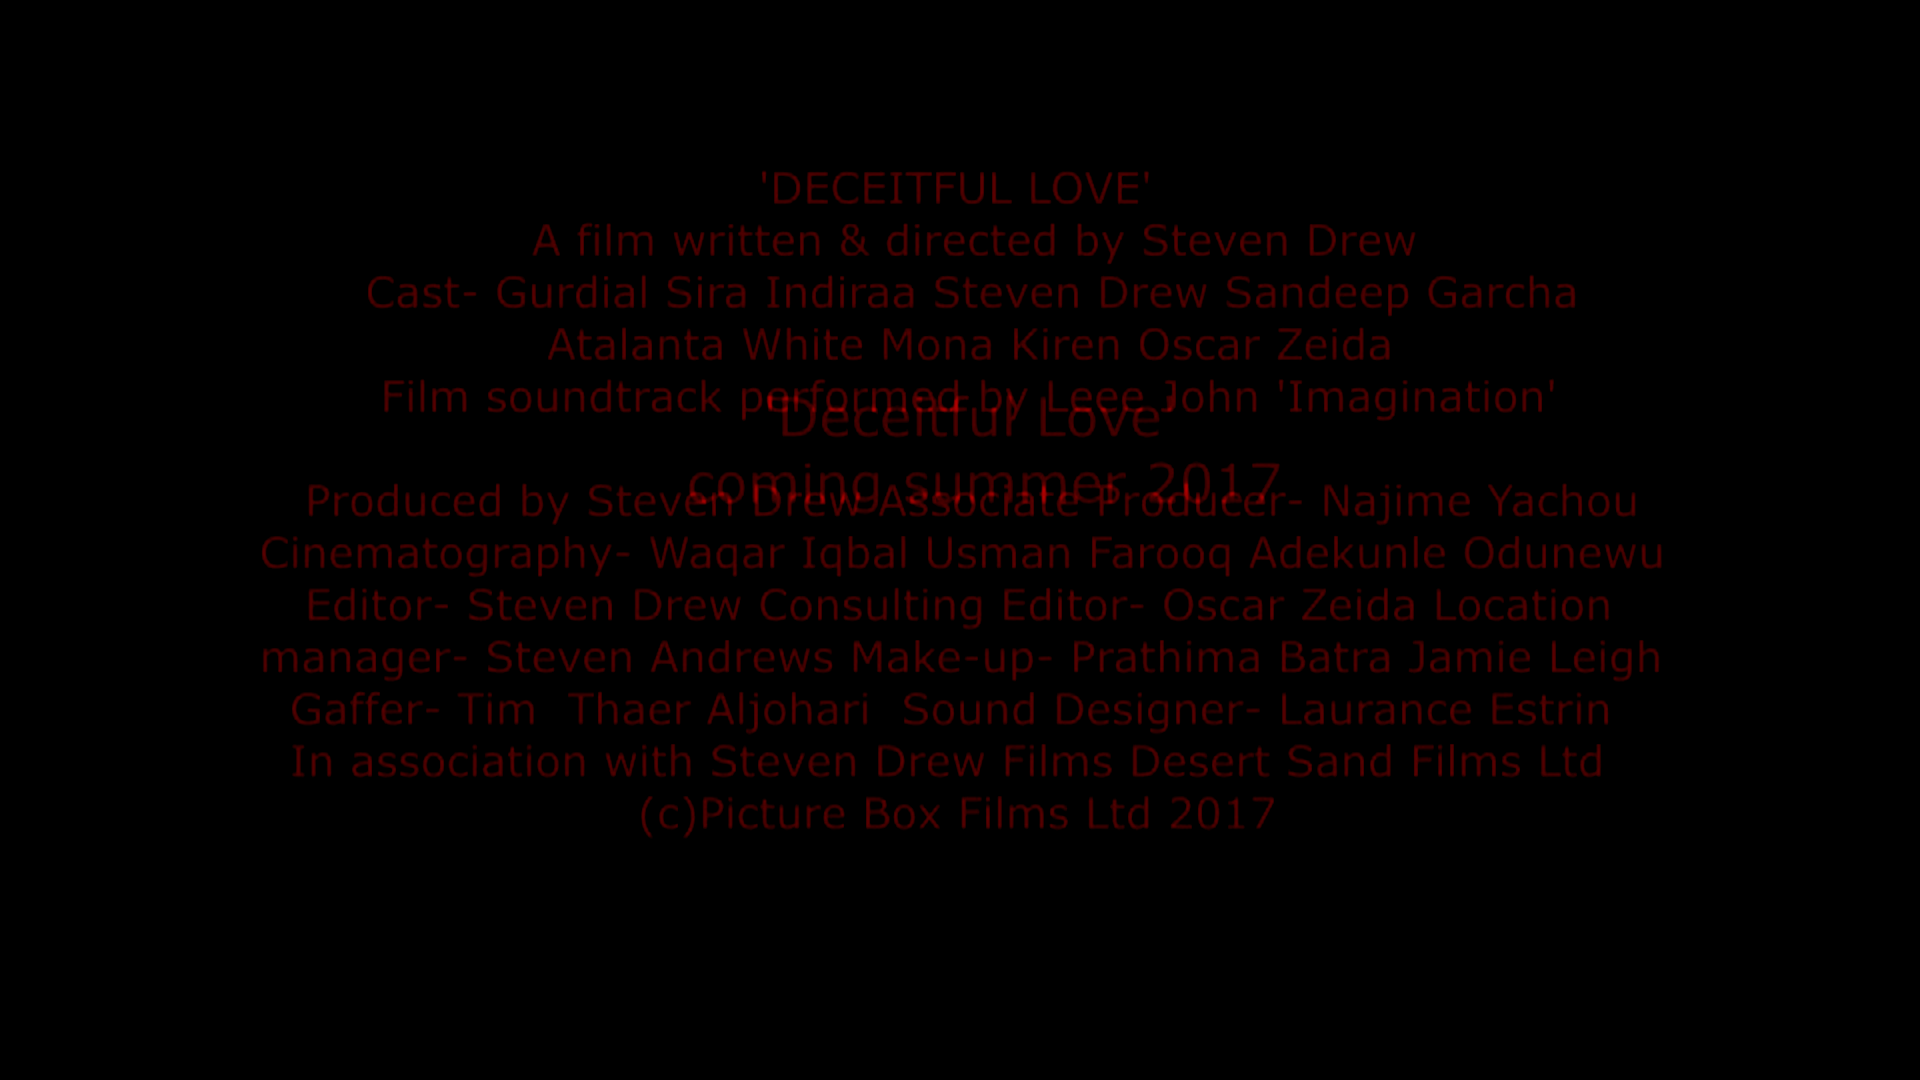 'DECEITFUL LOVE'
A film written & directed by Steven Drew
Cast- Gurdial Sira Indiraa Steven Drew Sandeep Garcha
Atalanta White Mona Kiren Oscar Zeida
Film soundtrack performed by Leee John 'Imagination'
'Deceitful Love'
coming summer 2017
Produced by Steven Drew Associate Producer- Najime Yachou
Cinematography- Waqar Iqbal Usman Farooq Adekunle Odunewu
Editor- Steven Drew Consulting Editor- Oscar Zeida Location
manager- Steven Andrews Make-up- Prathima Batra Jamie Leigh
Gaffer- Tim  Thaer Aljohari  Sound Designer- Laurance Estrin
In association with Steven Drew Films Desert Sand Films Ltd
(c)Picture Box Films Ltd 2017